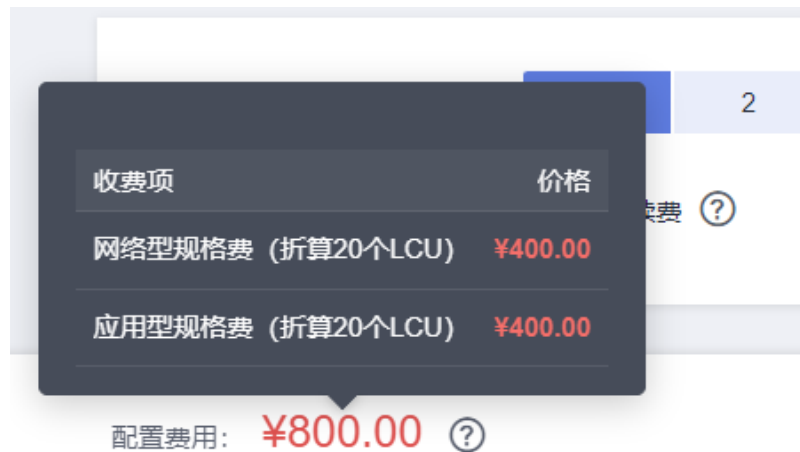 2
收费项 价格
续费 ?
网络型规格费（折算20个LCU） ¥400.00
应用型规格费（折算20个LCU） ¥400.00
配置费用： ¥800.00 ?